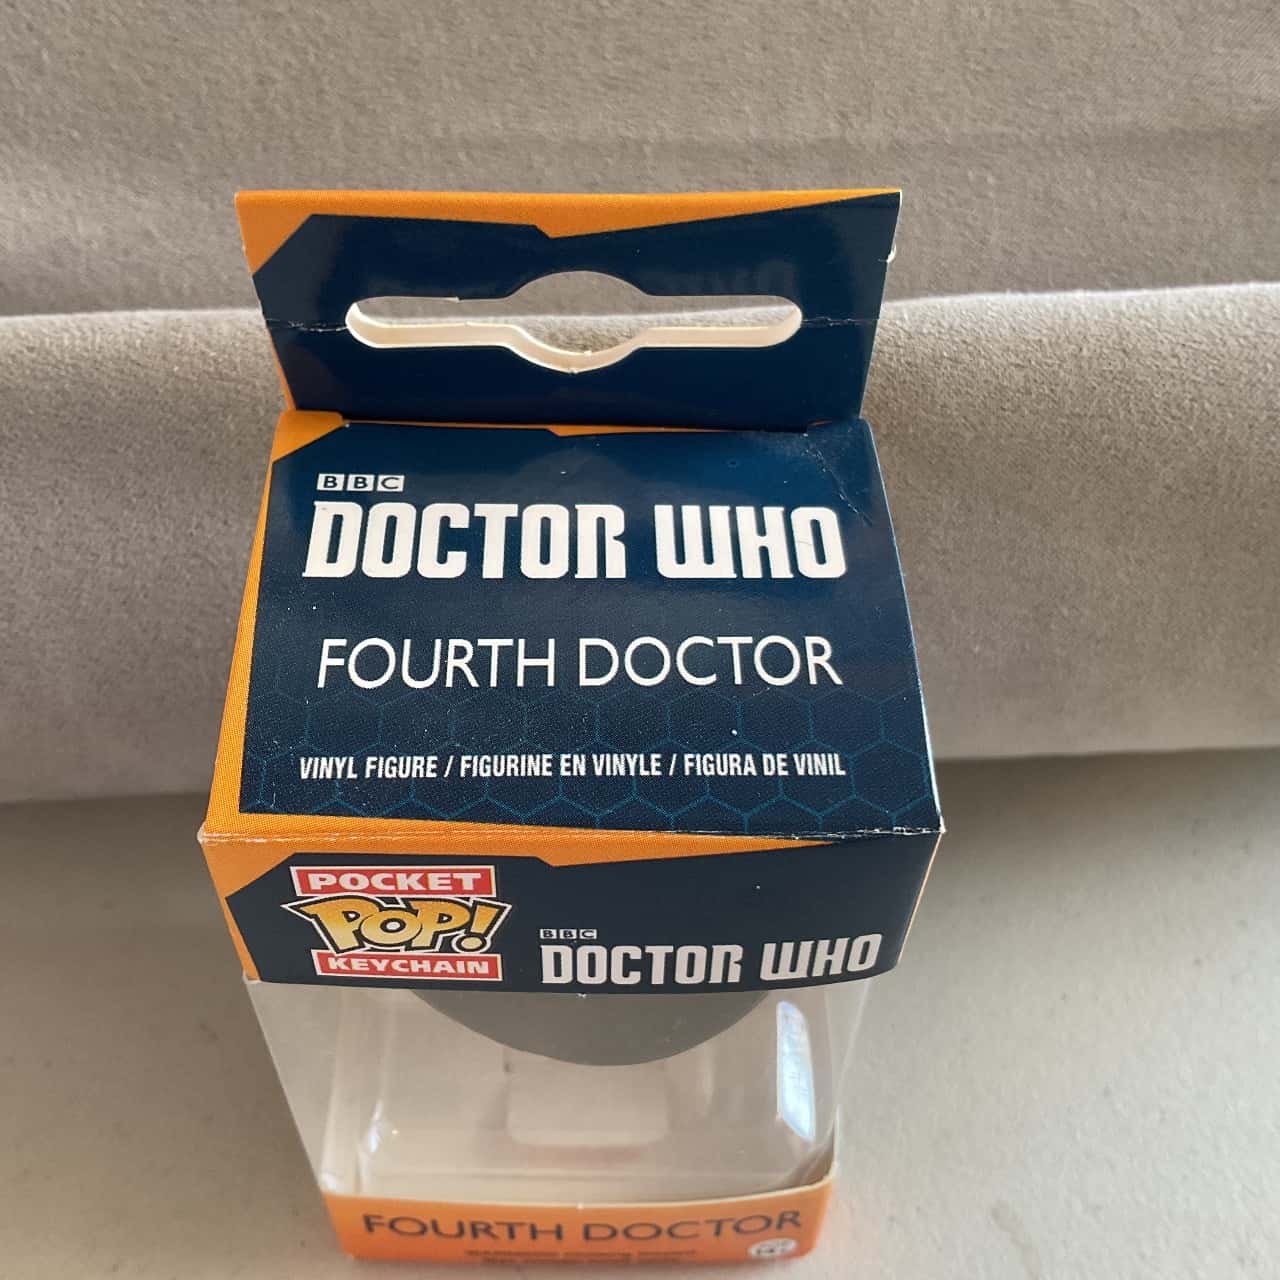 BBC
DOCTOR WHO
FOURTH DOCTOR
VINYL FIGURE / FIGURINE EN VINYLE / FIGURA DE VINIL
POCKET
POP!
KEYCHAIN
BBC
DOCTOR WHO
FOURTH DOCTOR